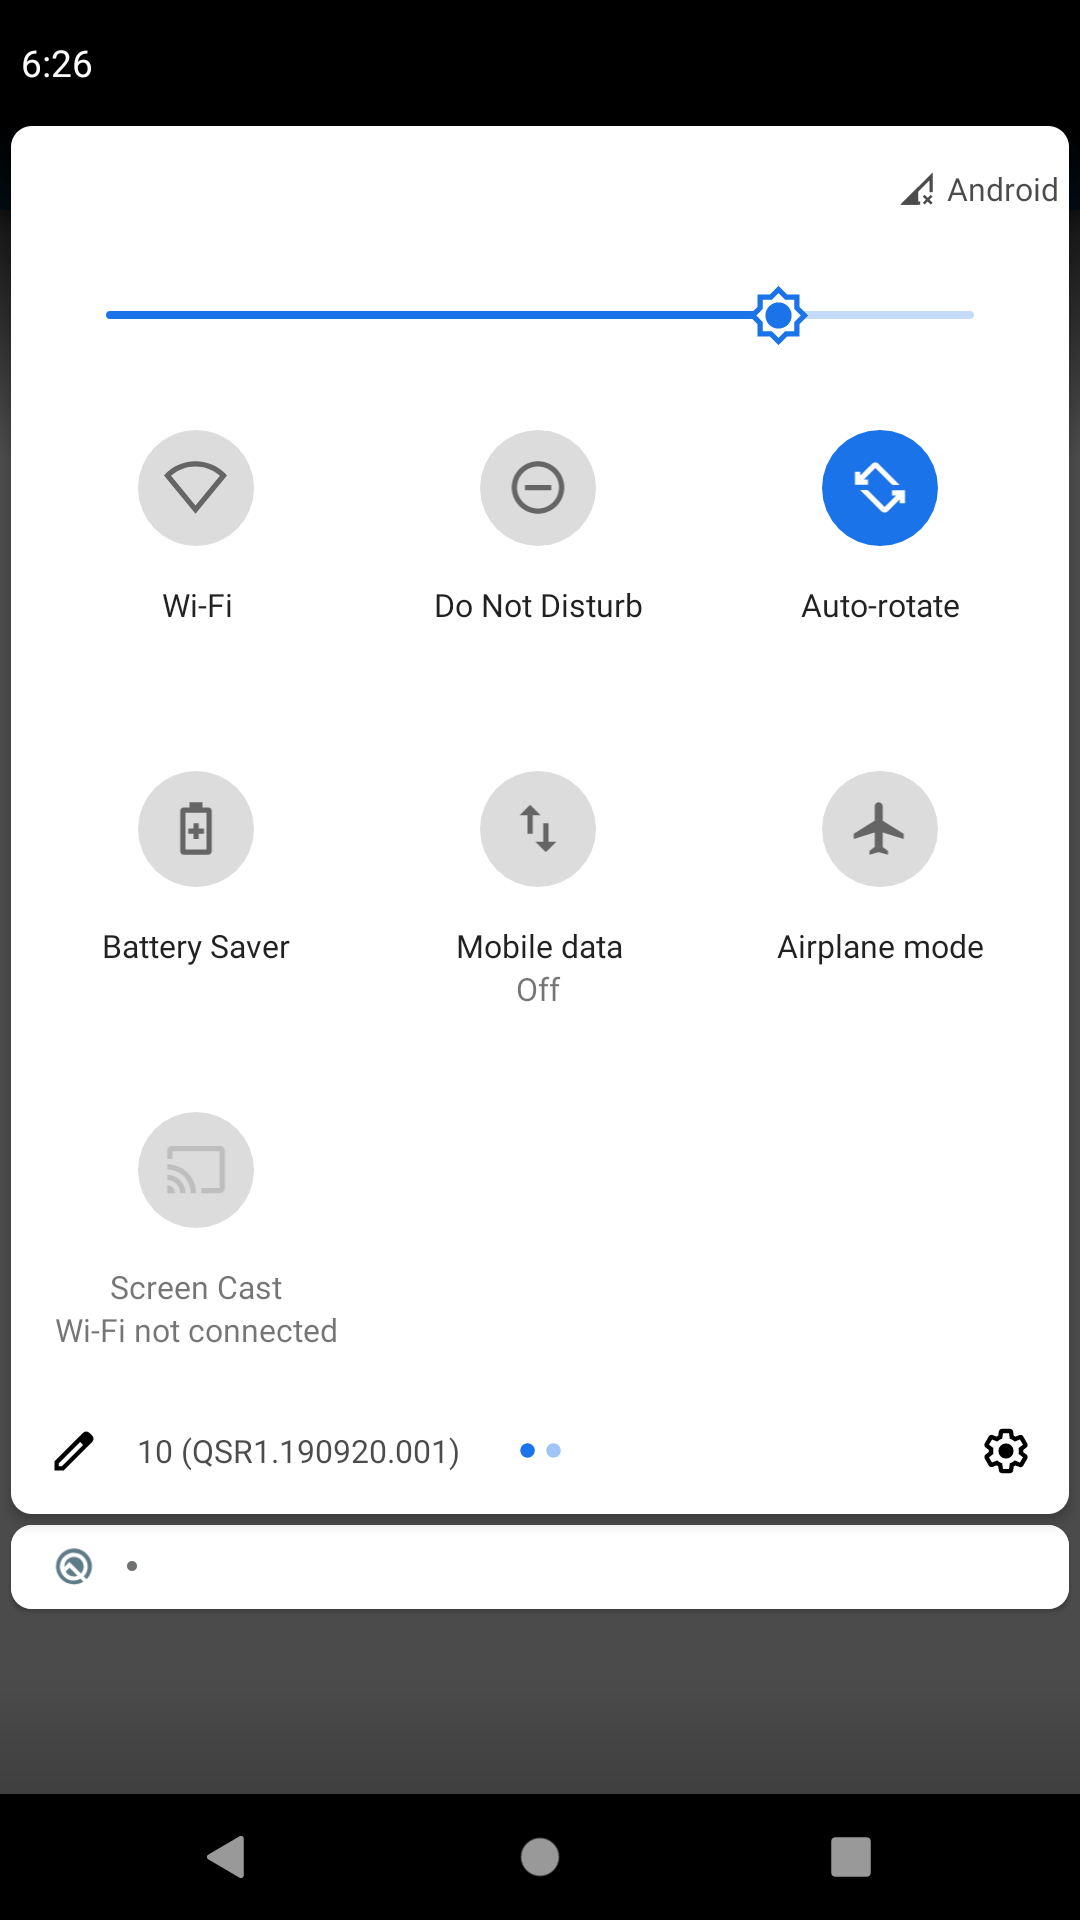 6:26
Android
Wi-Fi
Do Not Disturb
Auto-rotate
Battery Saver
Mobile data
Off
Airplane mode
Screen Cast
Wi-Fi not connected
10 (QSR1.190920.001)